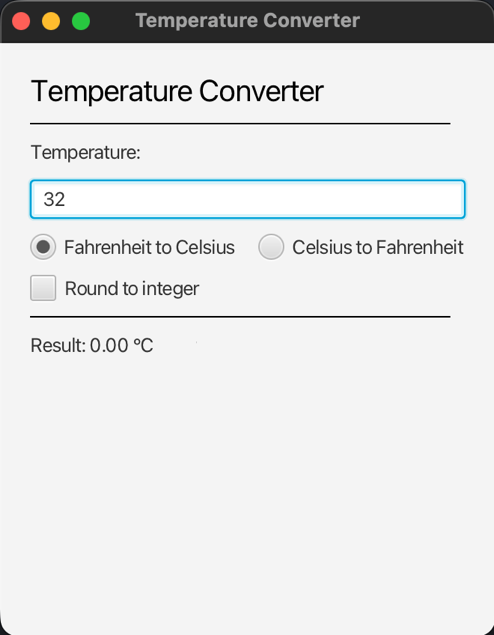 Temperature Converter
Temperature Converter
Temperature:
32
Fahrenheit to Celsius Celsius to Fahrenheit
Round to integer
Result: 0.00 °C